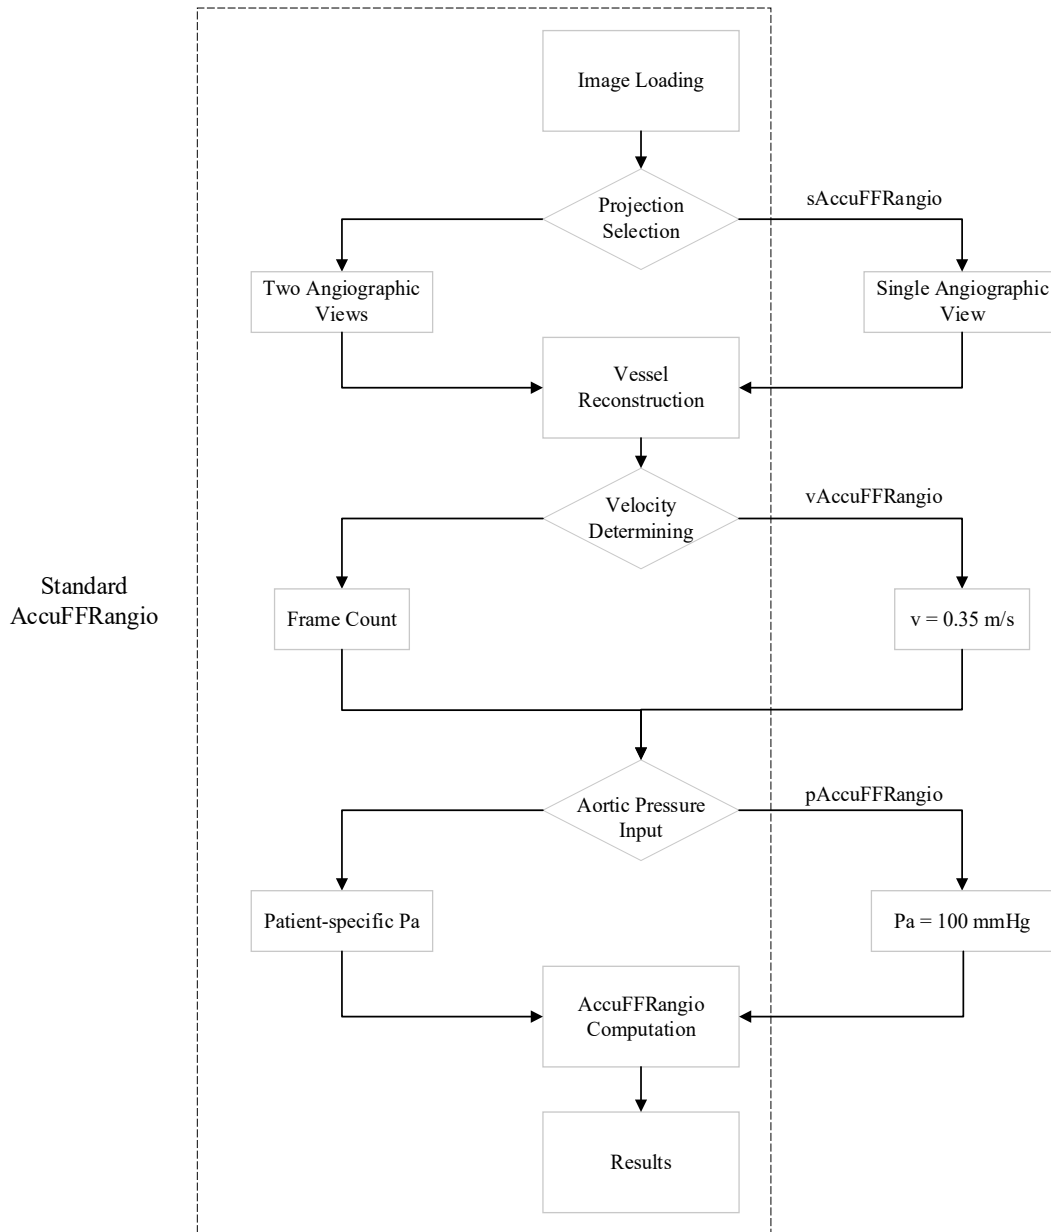 Image Loading
Projection
Selection
sAccuFFRangio
Two Angiographic
Views
Single Angiographic
View
Vessel
Reconstruction
Velocity
Determining
vAccuFFRangio
Standard
AccuFFRangio
Frame Count
v = 0.35 m/s
Aortic Pressure
Input
pAccuFFRangio
Patient-specific Pa
Pa = 100 mmHg
AccuFFRangio
Computation
Results